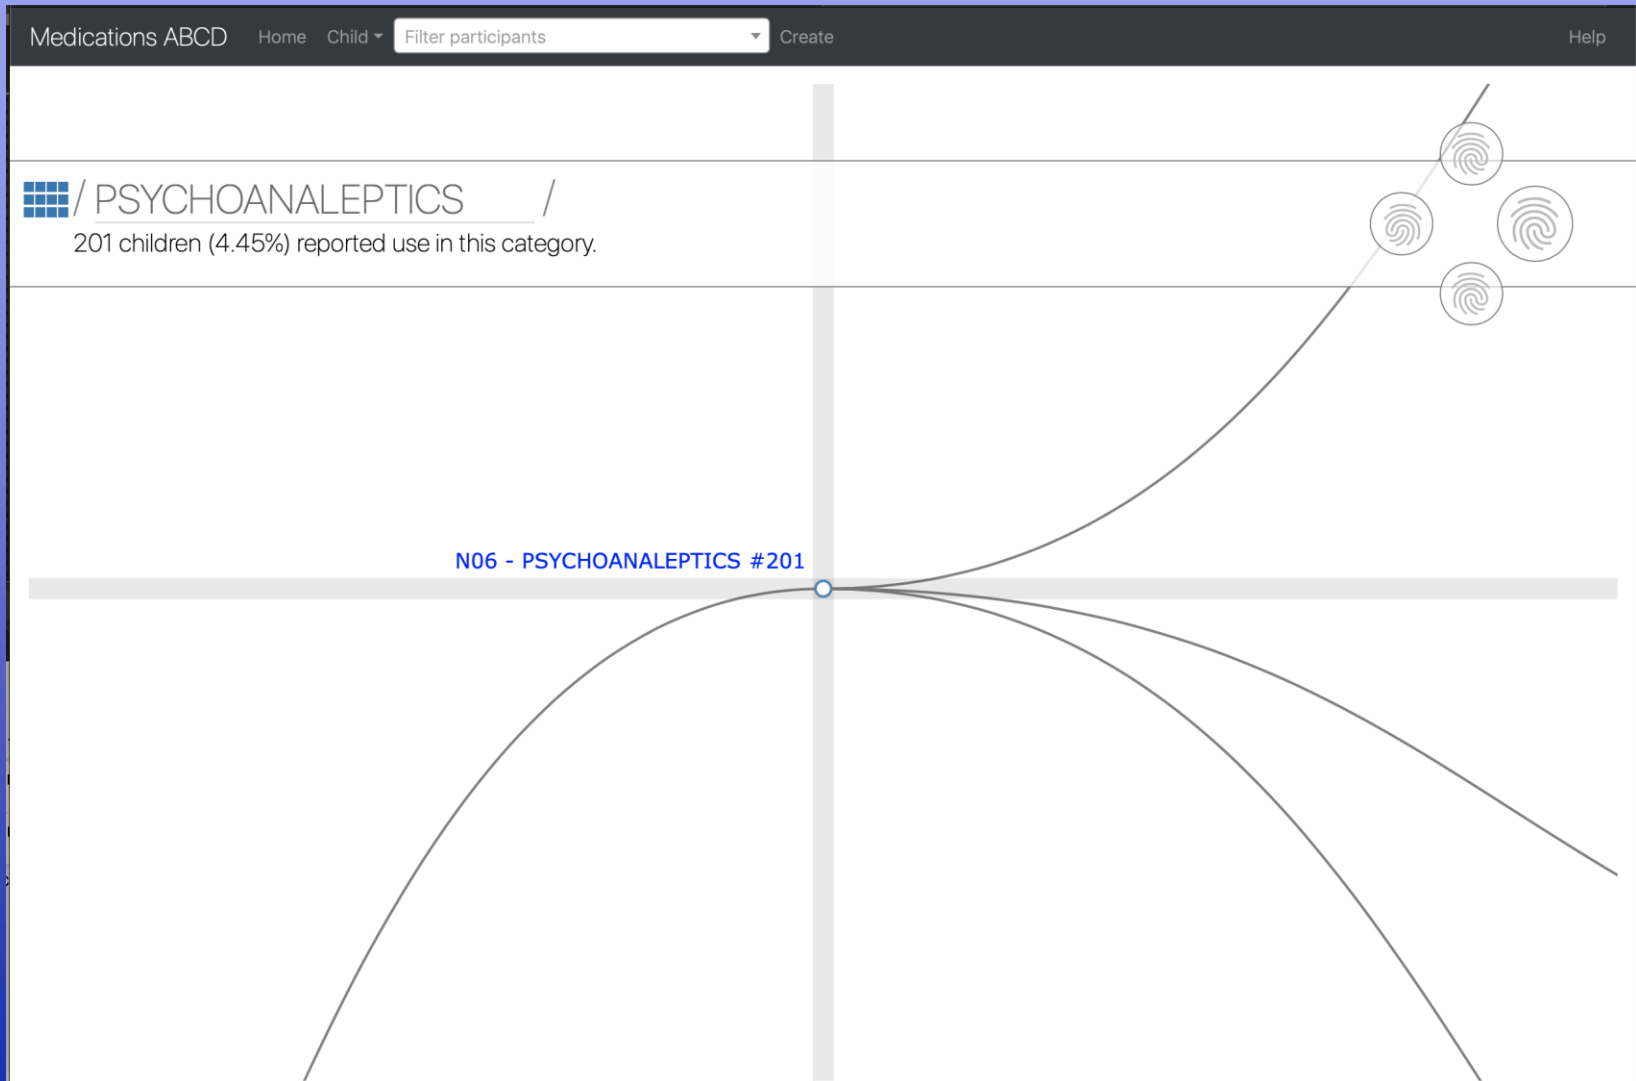 Medications ABCD Home Child Filter participants Create Help
/ PSYCHOANALEPTICS /
201 children (4.45%) reported use in this category.
N06 - PSYCHOANALEPTICS #201